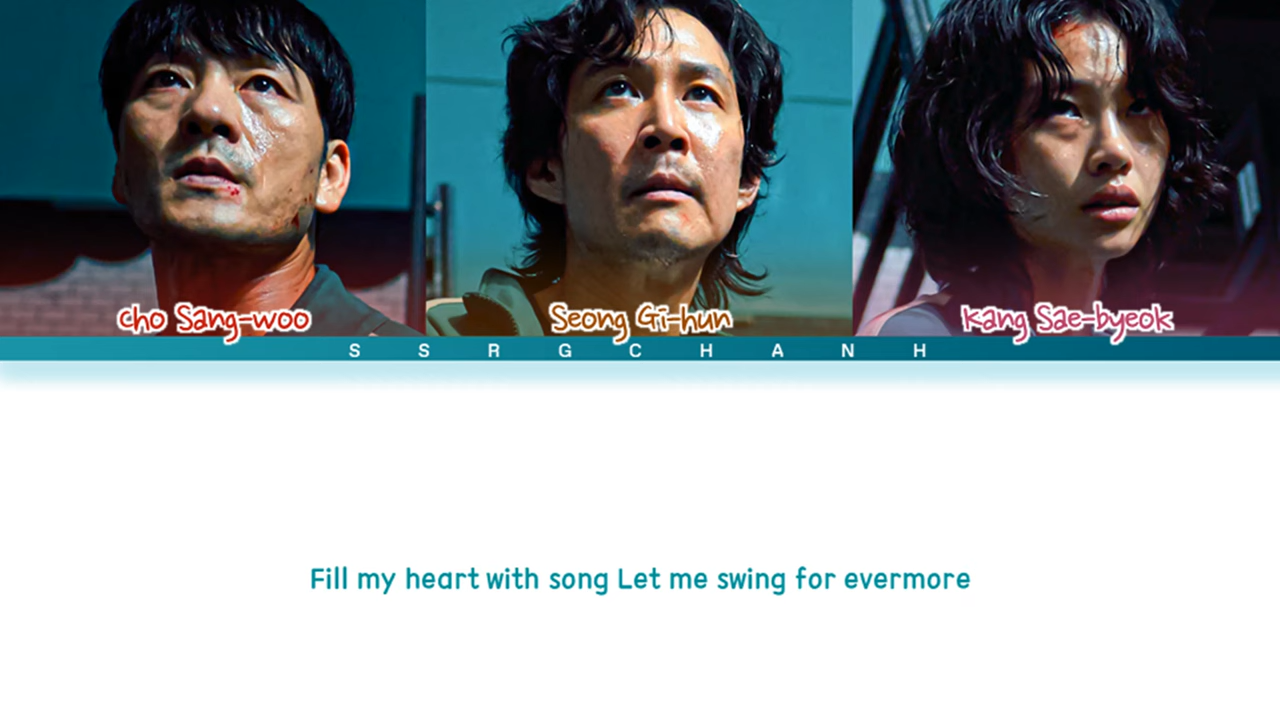 cho Sang-woo
Seong Gi-hun
Kang Sae-byeok
S S R G C H A N H
Fill my heart with song Let me swing for evermore